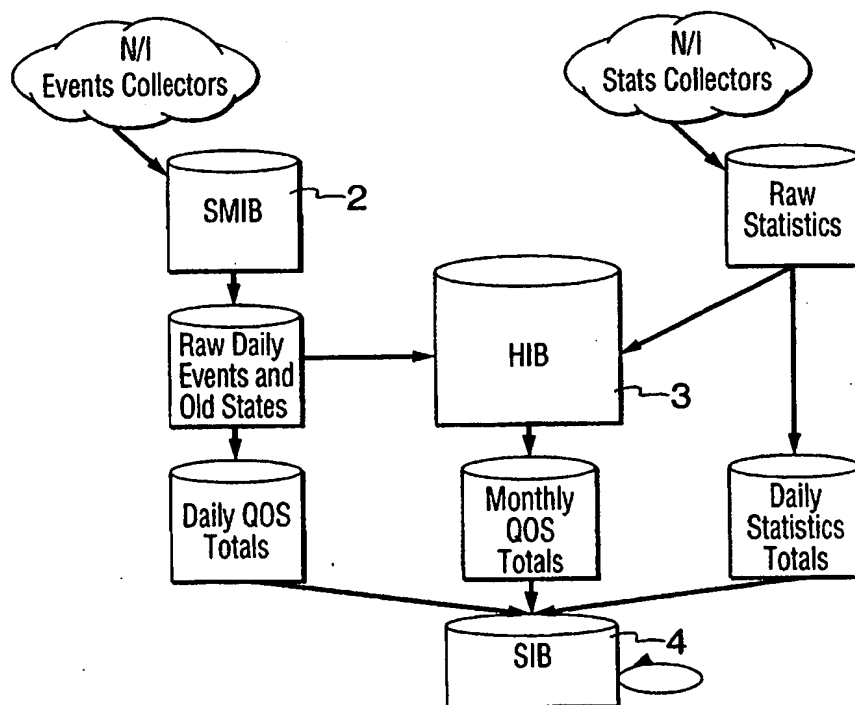 N/I
Events Collectors
N/I
Stats Collectors
SMIB
2
Raw
Statistics
Raw Daily
Events and
Old States
HIB
3
Daily QOS
Totals
Monthly
QOS
Totals
Daily
Statistics
Totals
SIB
4